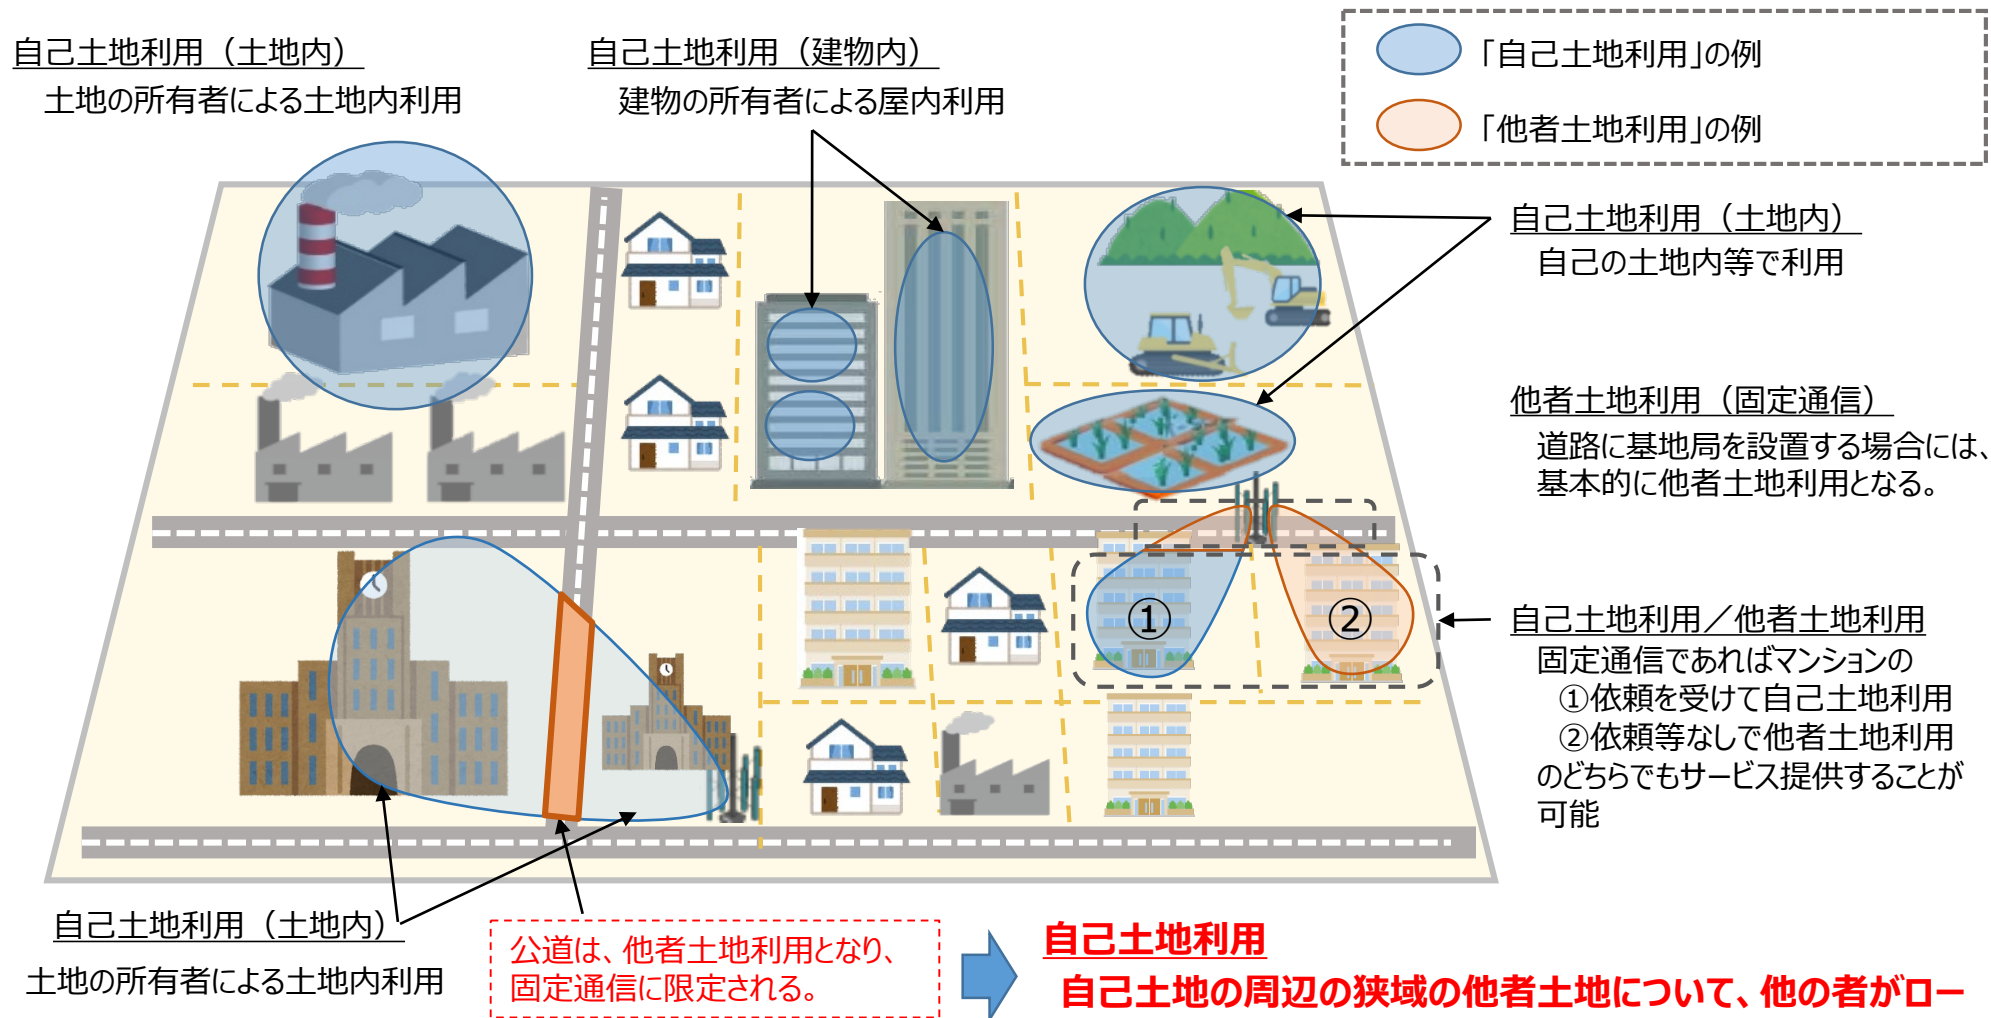 自己土地利用（土地内）
土地の所有者による土地内利用
自己土地利用（建物内）
建物の所有者による屋内利用
「自己土地利用」の例
「他者土地利用」の例
自己土地利用（土地内）
自己の土地内等で利用
他者土地利用（固定通信）
道路に基地局を設置する場合には、
基本的に他者土地利用となる。
①
②
自己土地利用／他者土地利用
固定通信であればマンションの
①依頼を受けて自己土地利用
②依頼等なしで他者土地利用
のどちらでもサービス提供することが
可能
自己土地利用（土地内）
土地の所有者による土地内利用
公道は、他者土地利用となり、
固定通信に限定される。
自己土地利用
自己土地の周辺の狭域の他者土地について、他の者がロー